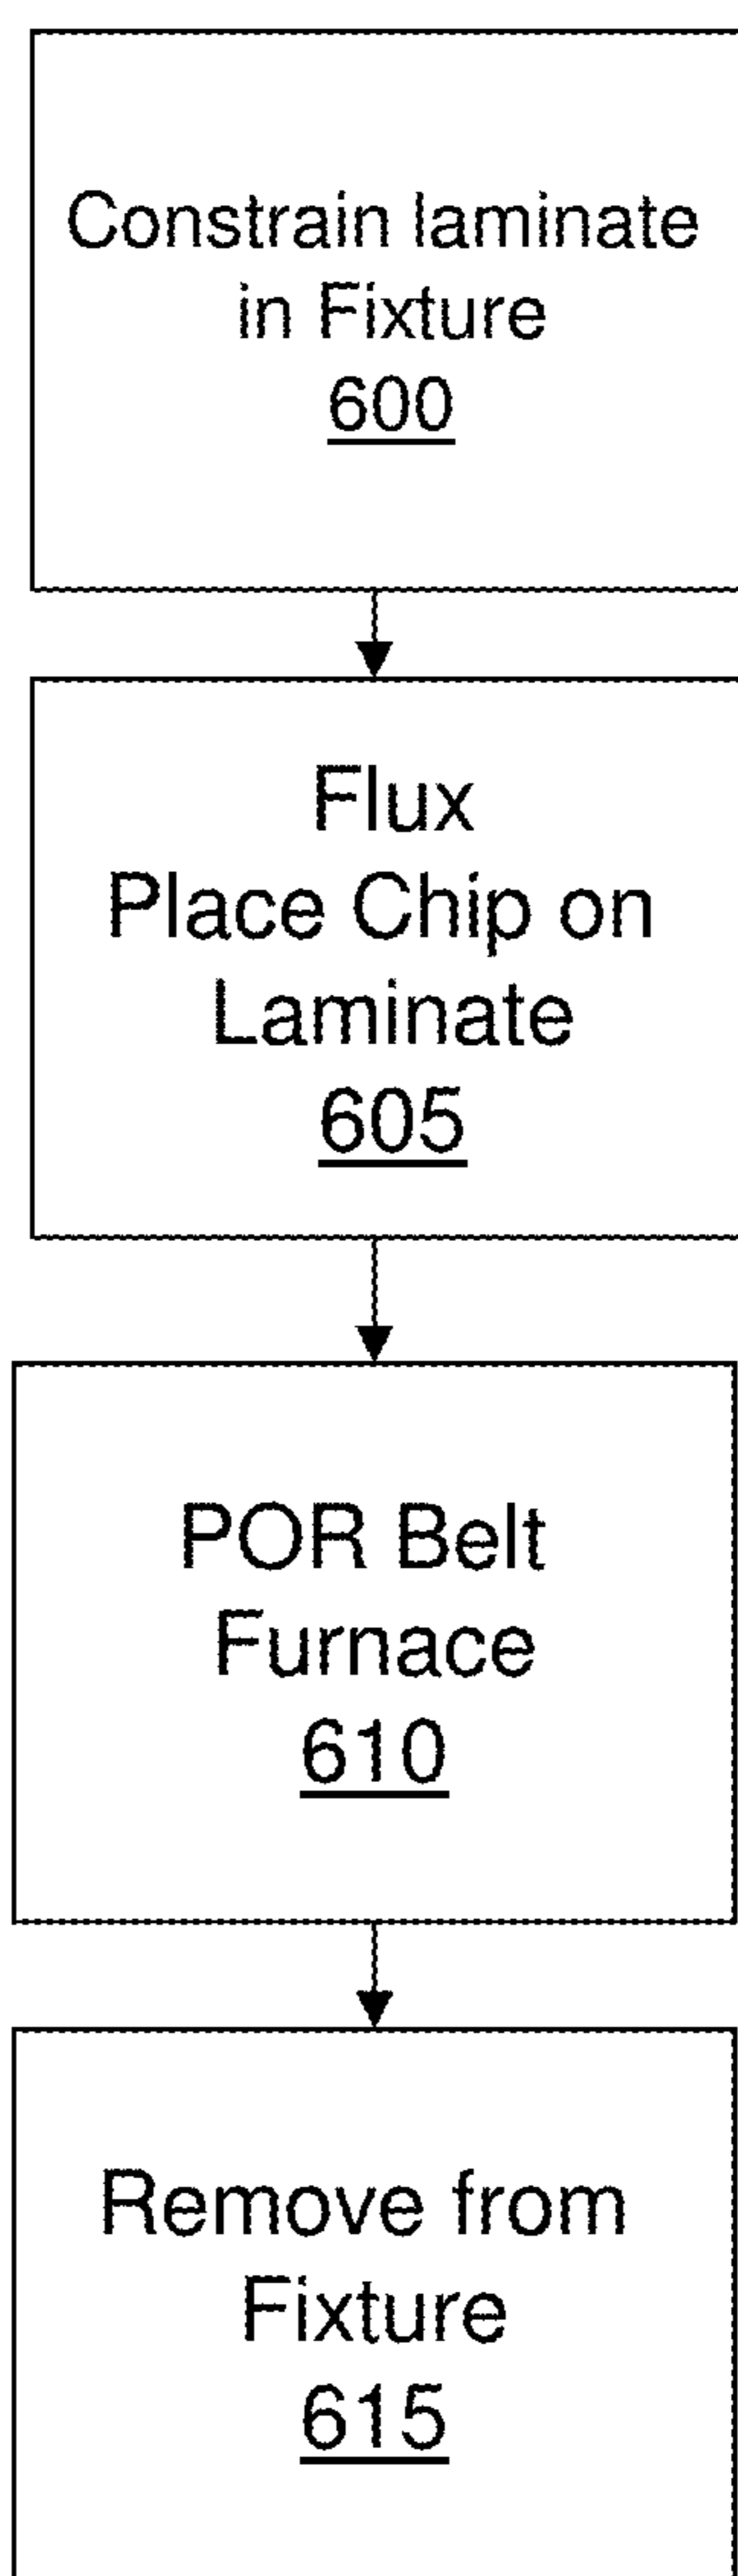 Constrain laminate
in Fixture
600
Flux
Place Chip on
Laminate
605
POR Belt
Furnace
610
Remove from
Fixture
615